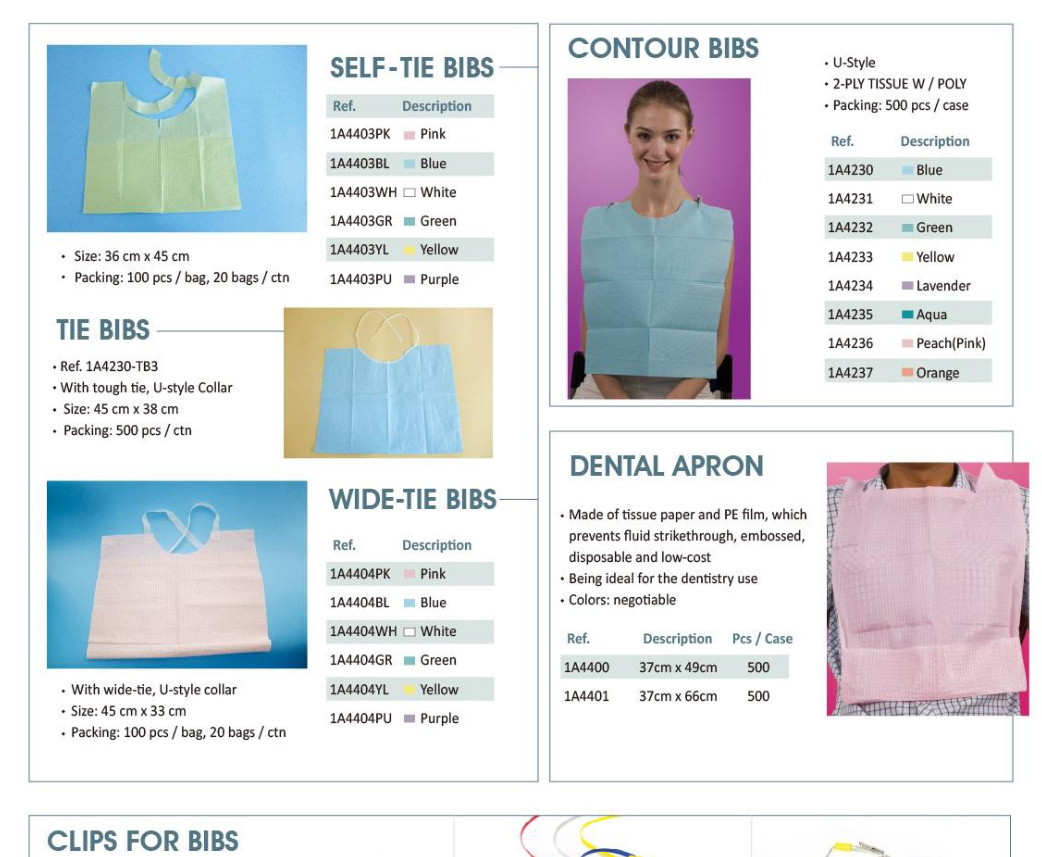 SELF-TIE BIBS
Ref. Description
1A4403PK Pink
1A4403BL Blue
1A4403WH White
1A4403GR Green
1A4403YL Yellow
1A4403PU Purple
• Size: 36 cm x 45 cm
• Packing: 100 pcs / bag, 20 bags / ctn
TIE BIBS
• Ref. 1A4230-TB3
• With tough tie, U-style Collar
• Size: 45 cm x 38 cm
• Packing: 500 pcs / ctn
WIDE-TIE BIBS
Ref. Description
1A4404PK Pink
1A4404BL Blue
1A4404WH White
1A4404GR Green
1A4404YL Yellow
1A4404PU Purple
• With wide-tie, U-style collar
• Size: 45 cm x 33 cm
• Packing: 100 pcs / bag, 20 bags / ctn
CONTOUR BIBS
• U-Style
• 2-PLY TISSUE W / POLY
• Packing: 500 pcs / case
Ref. Description
1A4230 Blue
1A4231 White
1A4232 Green
1A4233 Yellow
1A4234 Lavender
1A4235 Aqua
1A4236 Peach(Pink)
1A4237 Orange
DENTAL APRON
• Made of tissue paper and PE film, which
prevents fluid strikethrough, embossed,
disposable and low-cost
• Being ideal for the dentistry use
• Colors: negotiable
Ref. Description Pcs / Case
1A4400 37cm x 49cm 500
1A4401 37cm x 66cm 500
CLIPS FOR BIBS